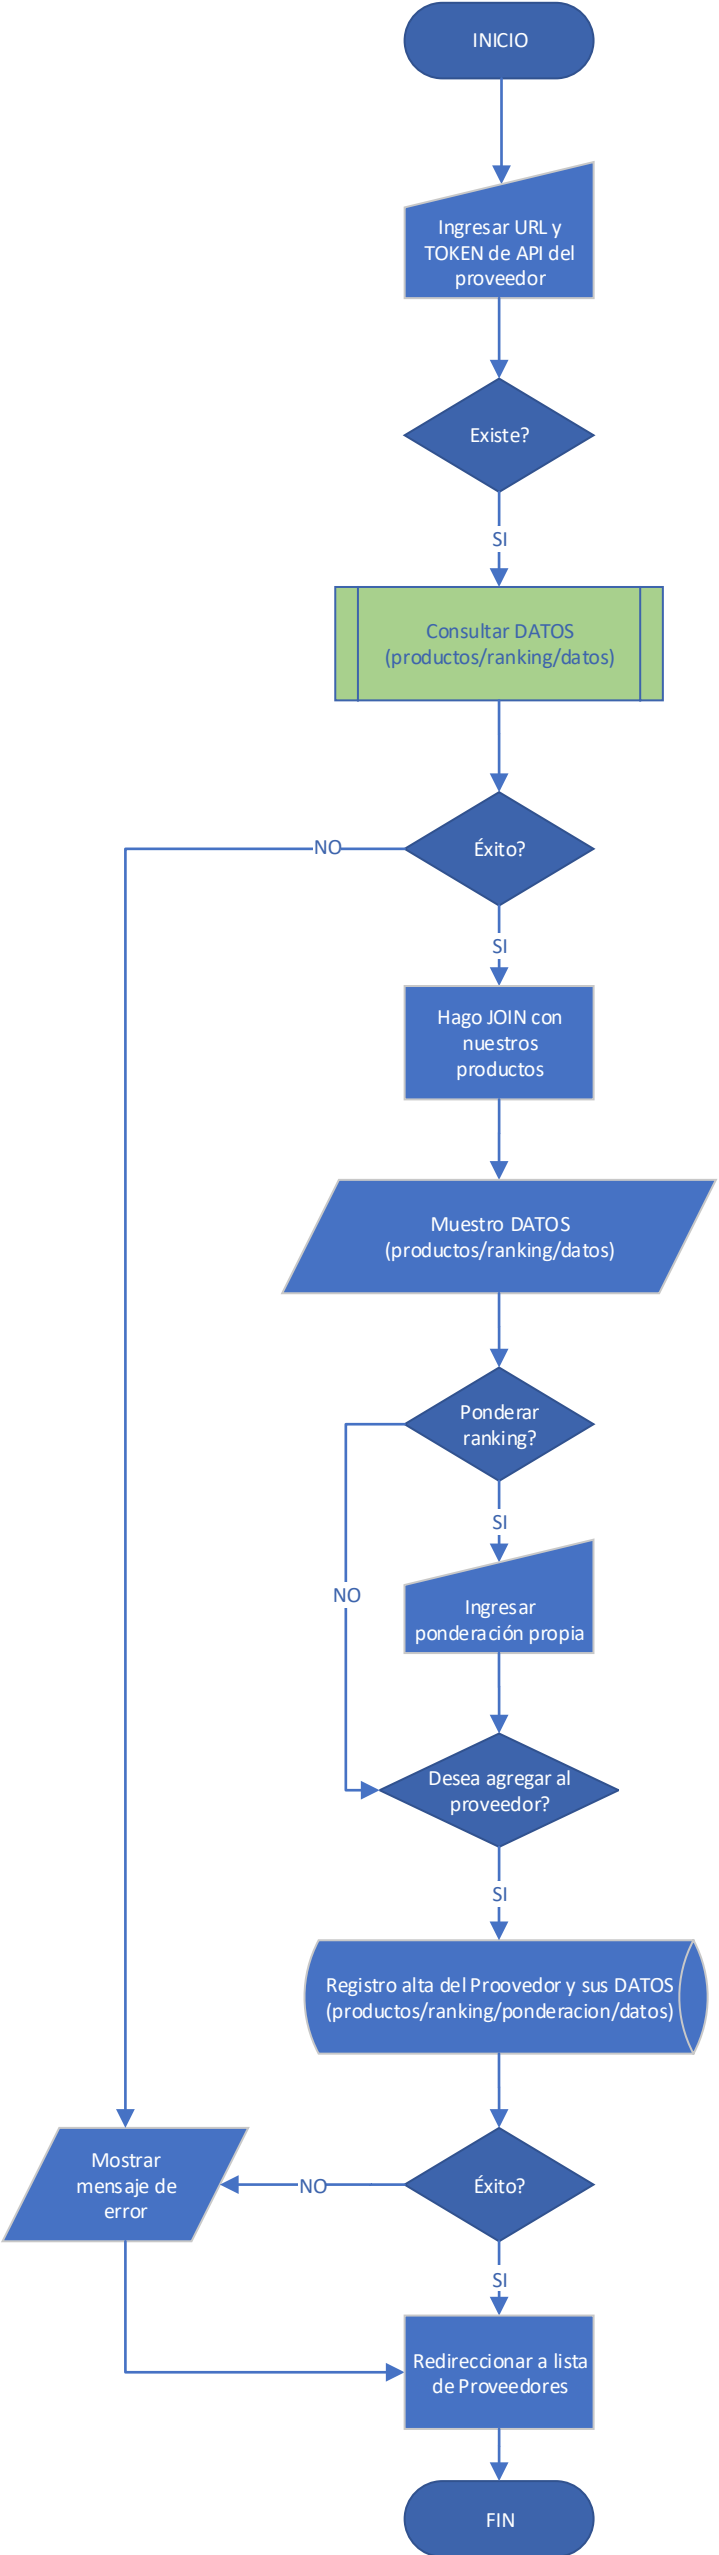 INICIO
Ingresar URL y
TOKEN de API del
proveedor
Existe?
SI
Consultar DATOS
(productos/ranking/datos)
NO
Éxito?
SI
Hago JOIN con
nuestros
productos
Muestro DATOS
(productos/ranking/datos)
Ponderar
ranking?
SI
NO
Ingresar
ponderación propia
Desea agregar al
proveedor?
SI
Registro alta del Proovedor y sus DATOS
(productos/ranking/ponderacion/datos)
Mostrar
mensaje de
error
NO
Éxito?
SI
Redireccionar a lista
de Proveedores
FIN